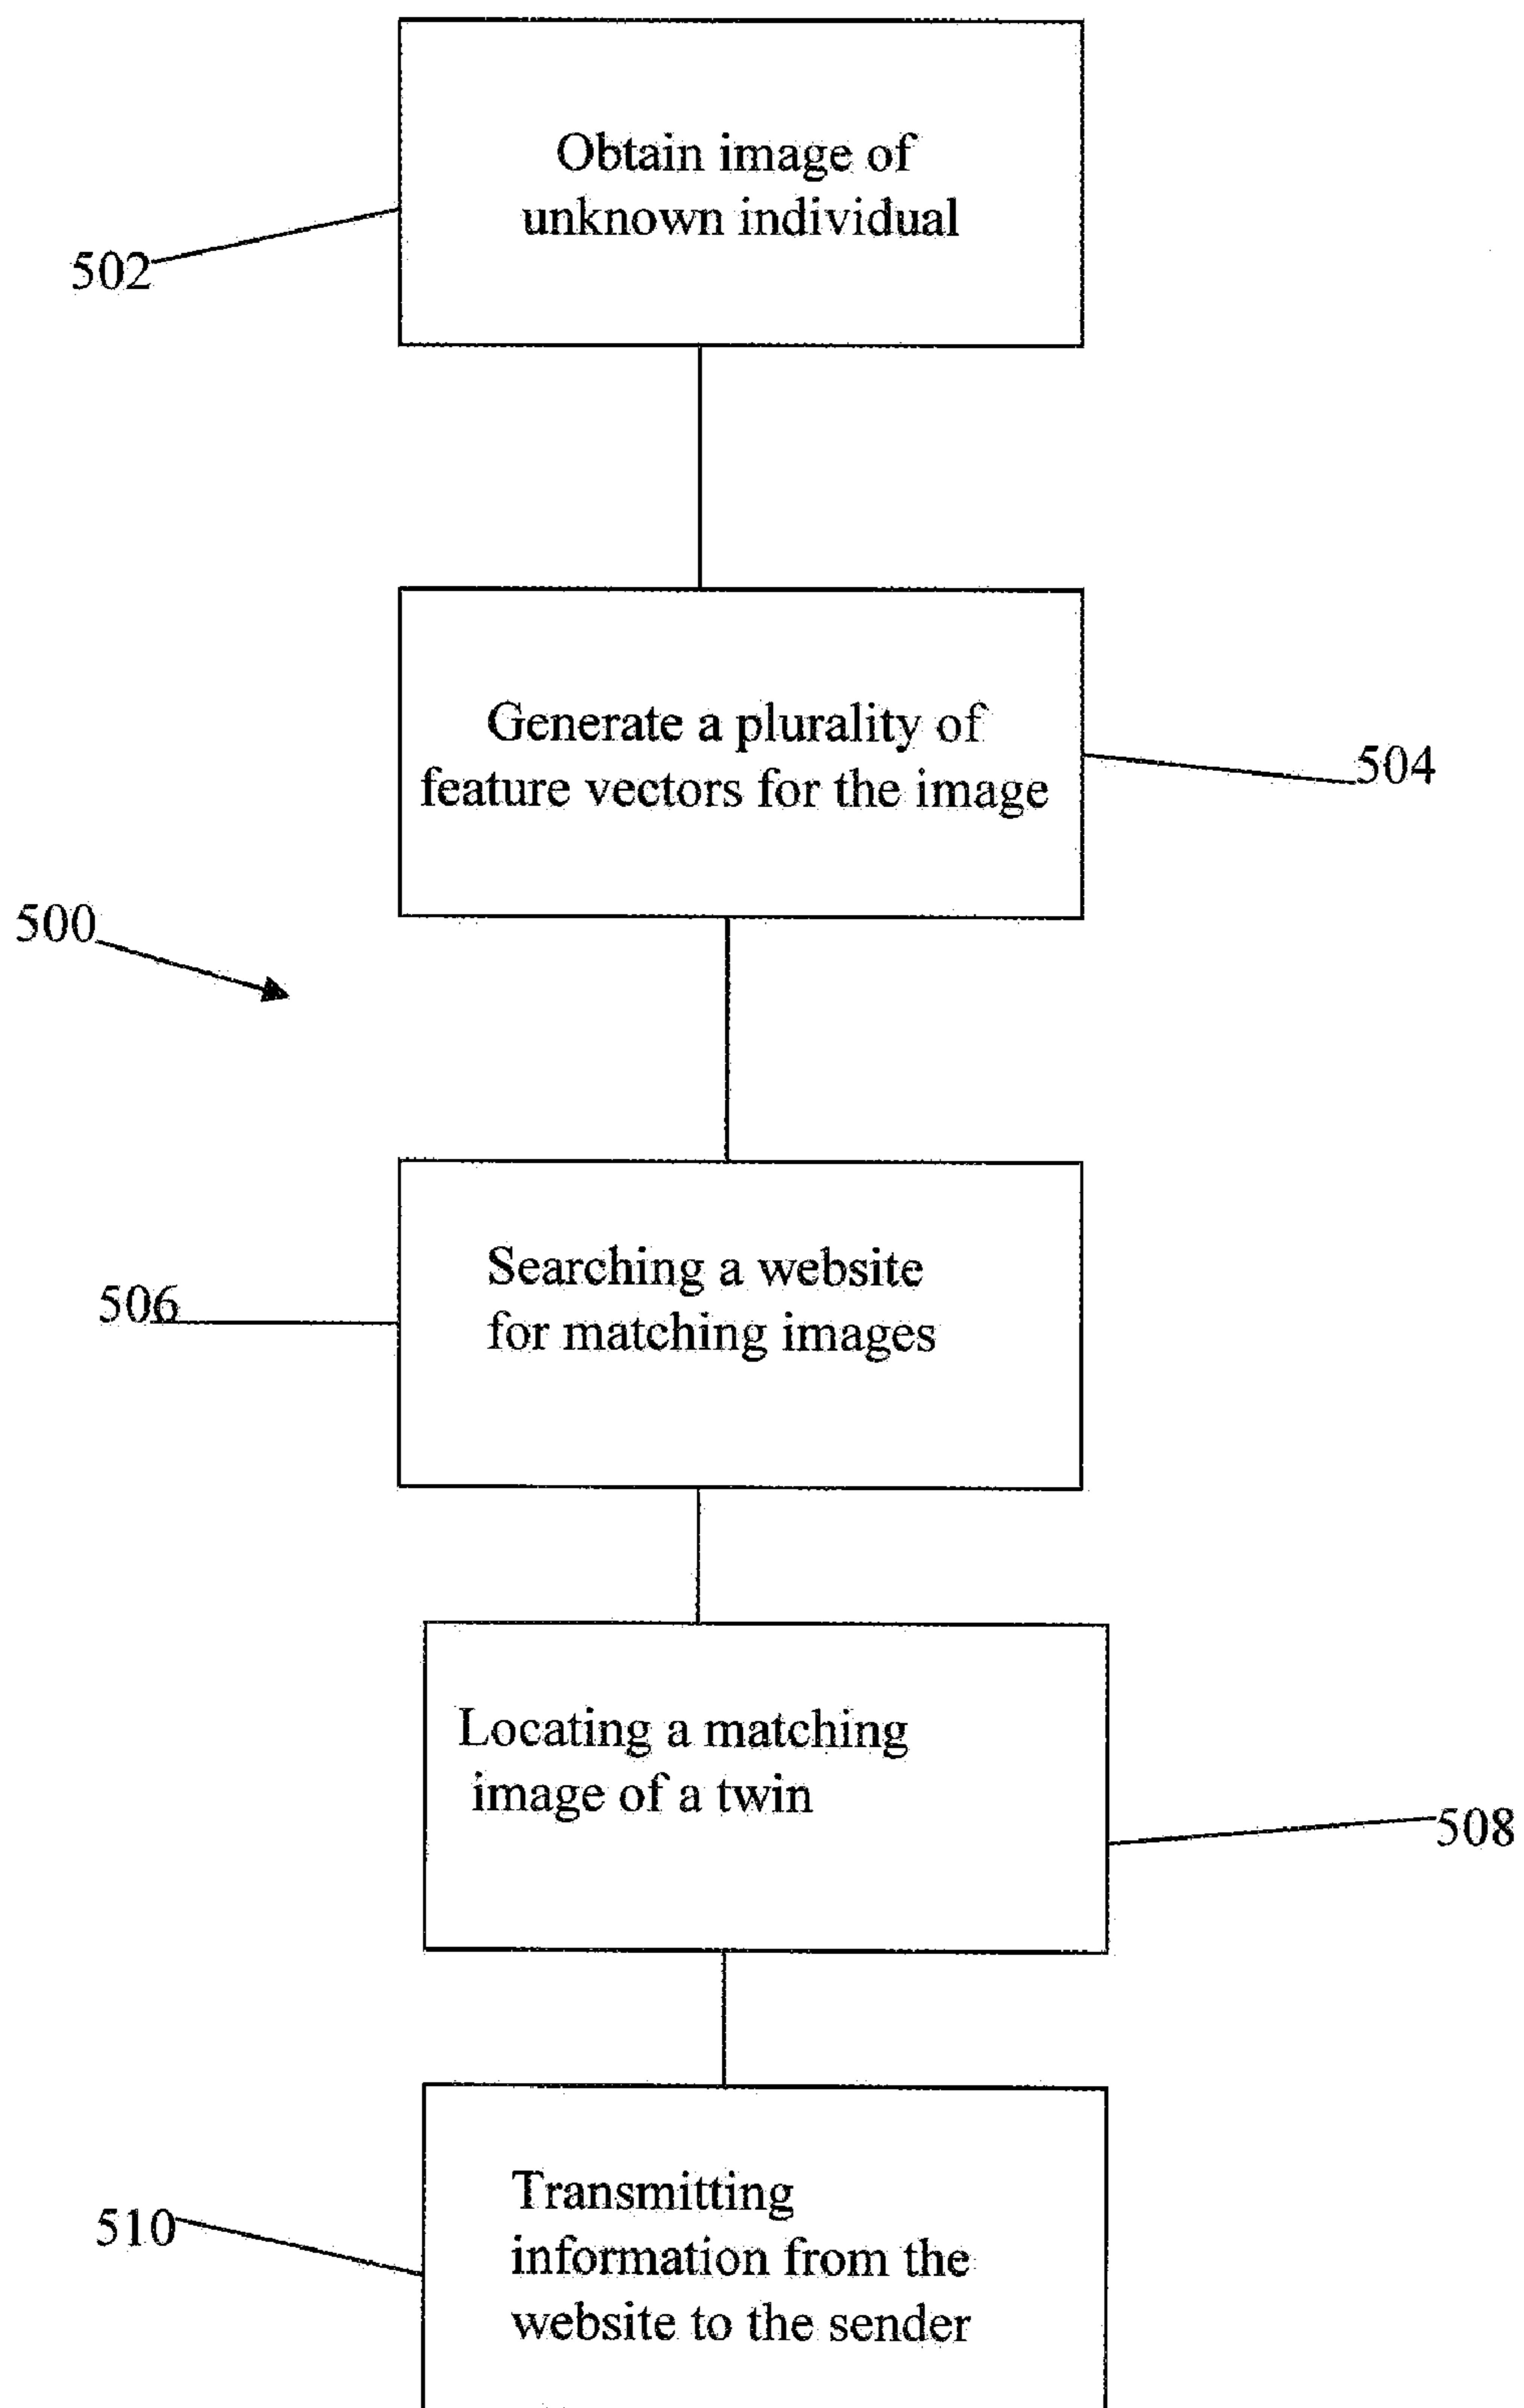 Obtain image of
unknown individual
502
Generate a plurality of
feature vectors for the image
504
500
Searching a website
for matching images
506
Locating a matching
image of a twin
508
Transmitting
information from the
website to the sender
510